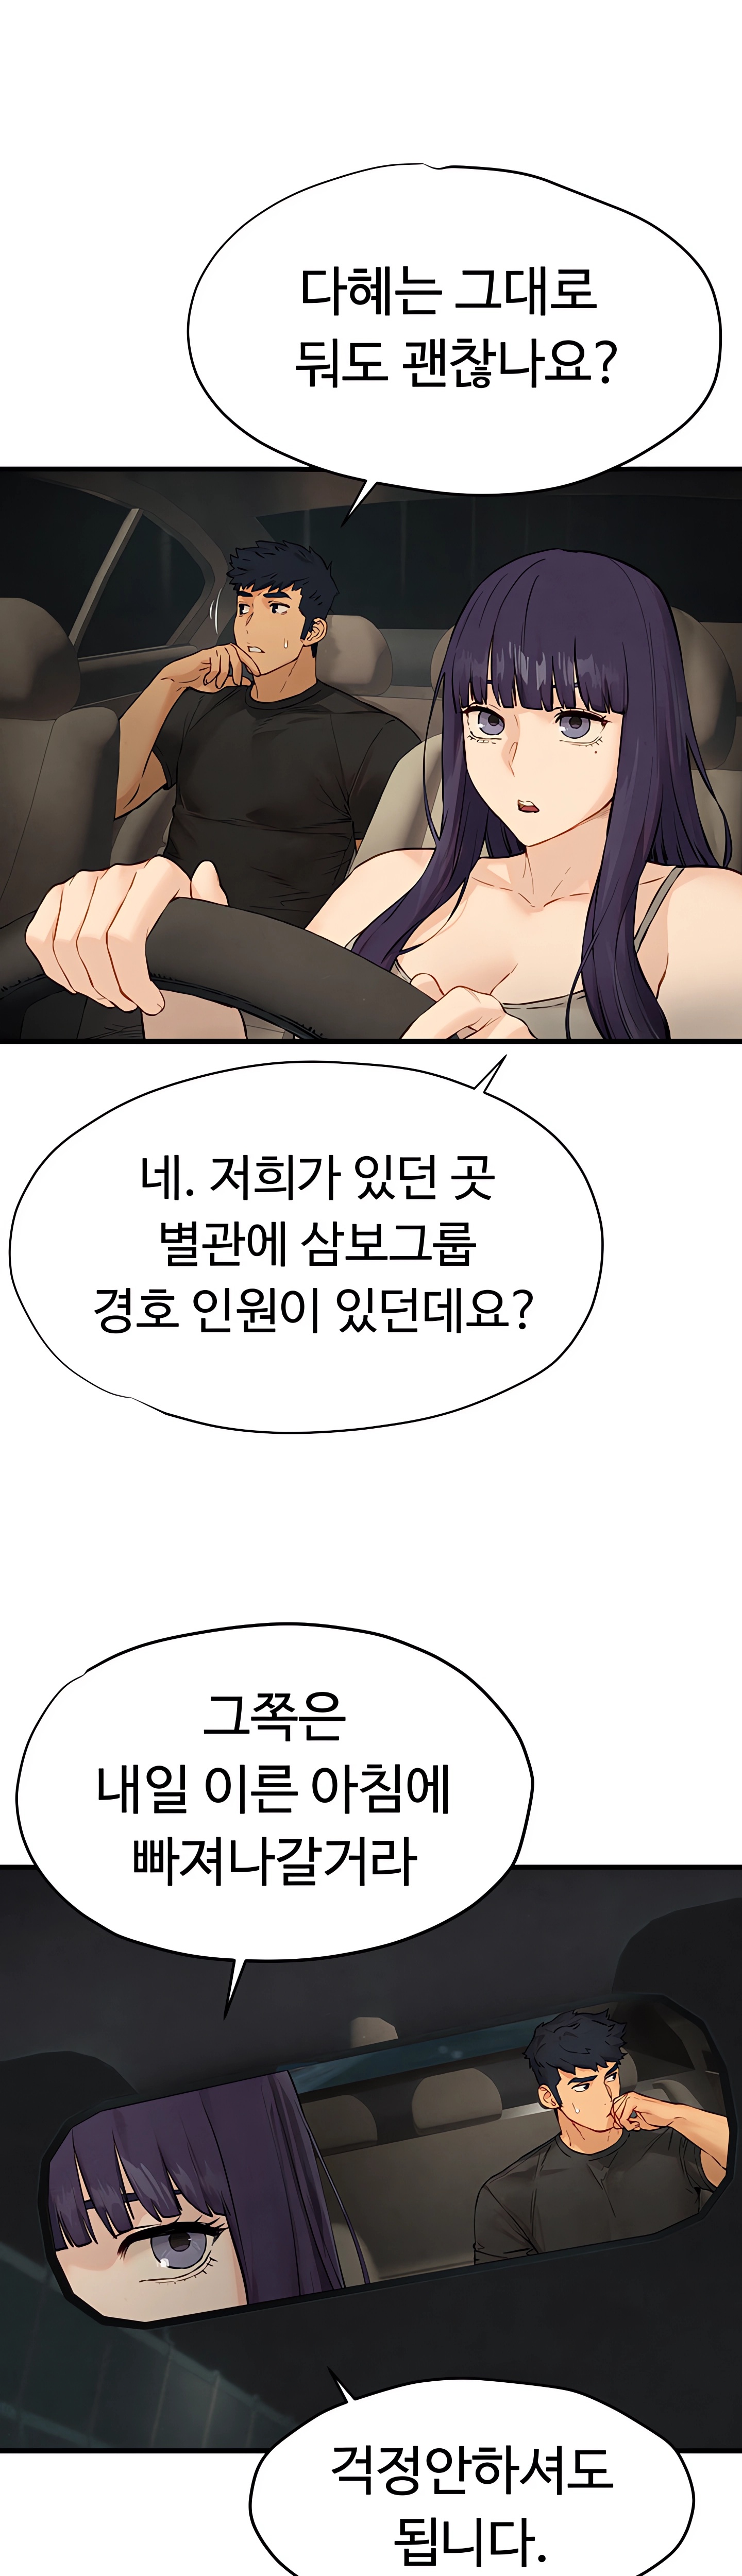 다혜는 그대로
둬도 괜찮나요?
네. 저희가 있던 곳
별관에 삼보그룹
경호 인원이 있던데요?
그쪽은
내일 이른 아침에
빠져나갈거라
걱정안하셔도
됩니다.